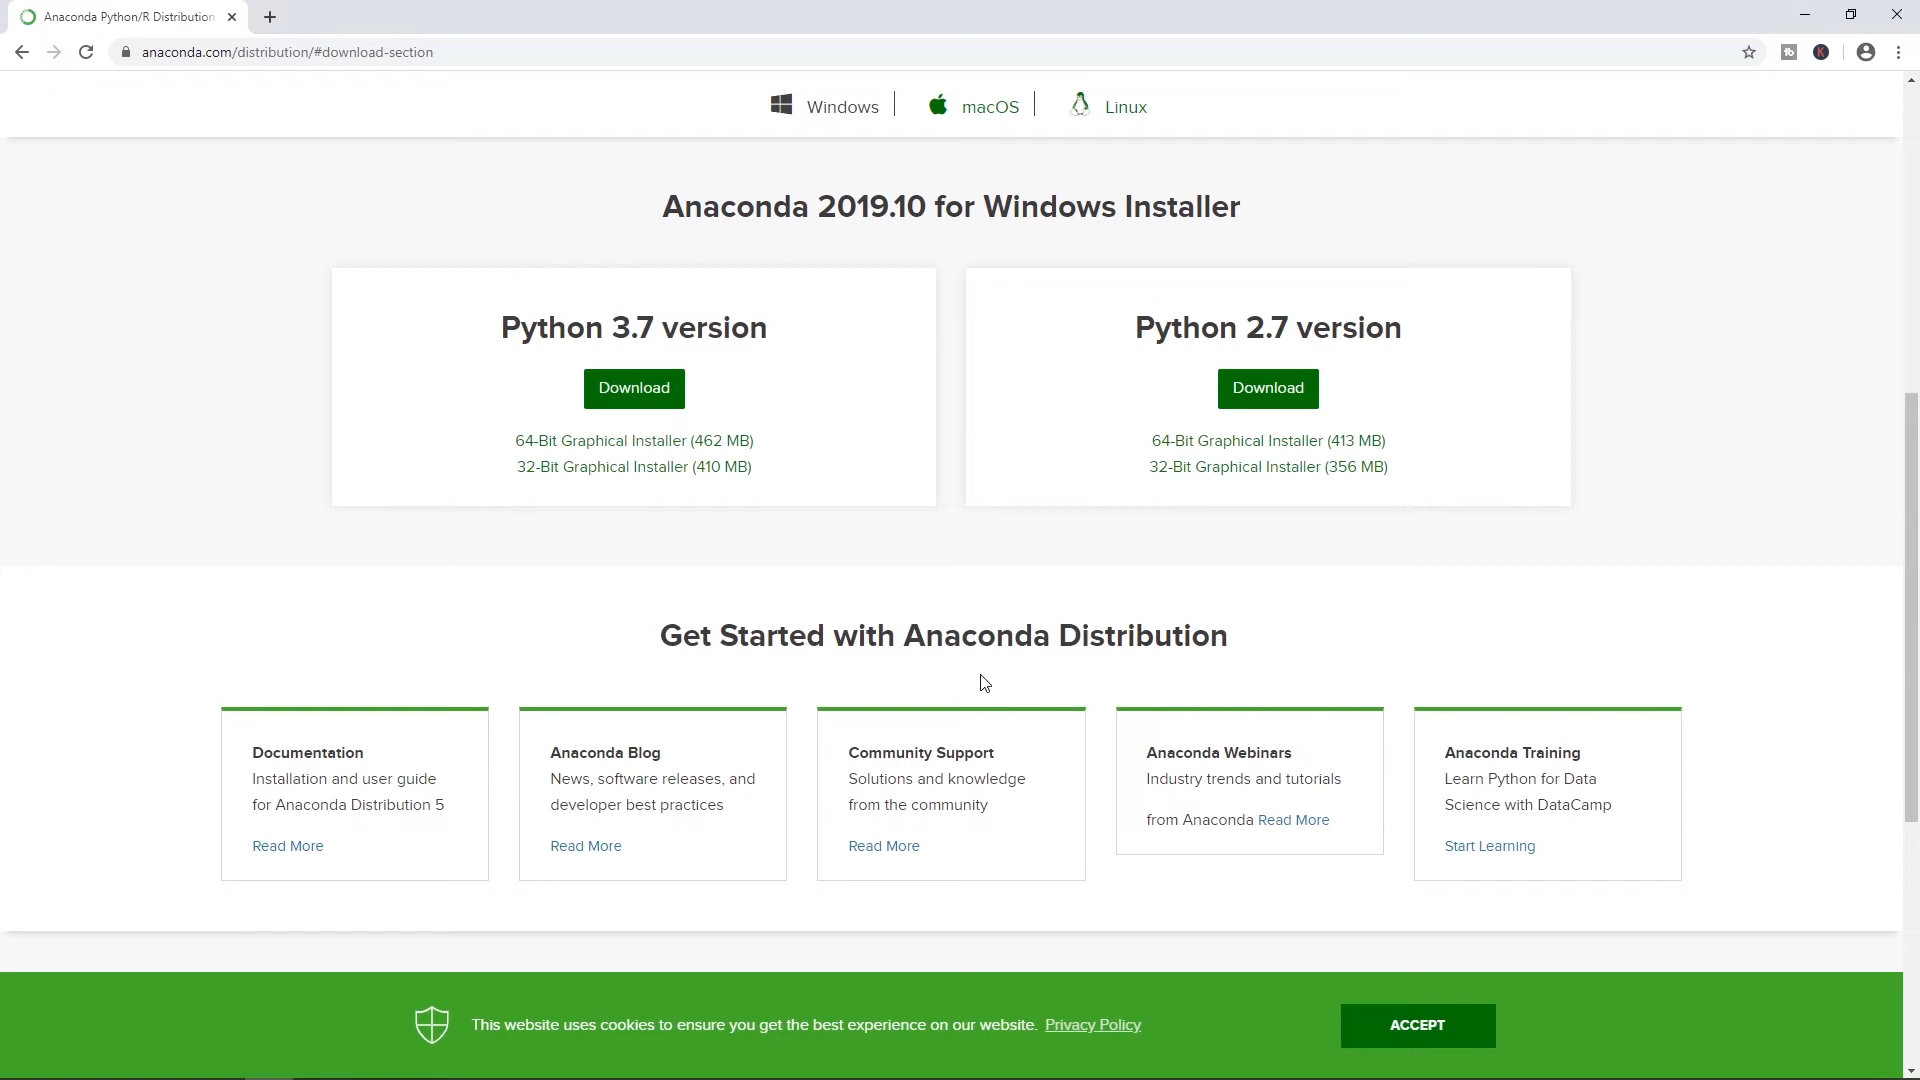 Anaconda Python/R Distribution
anaconda.com/distribution/#download-section
Windows
macOS
Linux
Anaconda 2019.10 for Windows Installer
Python 3.7 version
Download
64-Bit Graphical Installer (462 MB)
32-Bit Graphical Installer (410 MB)
Python 2.7 version
Download
64-Bit Graphical Installer (413 MB)
32-Bit Graphical Installer (356 MB)
Get Started with Anaconda Distribution
Documentation
Installation and user guide
for Anaconda Distribution 5
Read More
Anaconda Blog
News, software releases, and
developer best practices
Read More
Community Support
Solutions and knowledge
from the community
Read More
Anaconda Webinars
Industry trends and tutorials
from Anaconda Read More
Anaconda Training
Learn Python for Data
Science with DataCamp
Start Learning
This website uses cookies to ensure you get the best experience on our website. Privacy Policy
ACCEPT